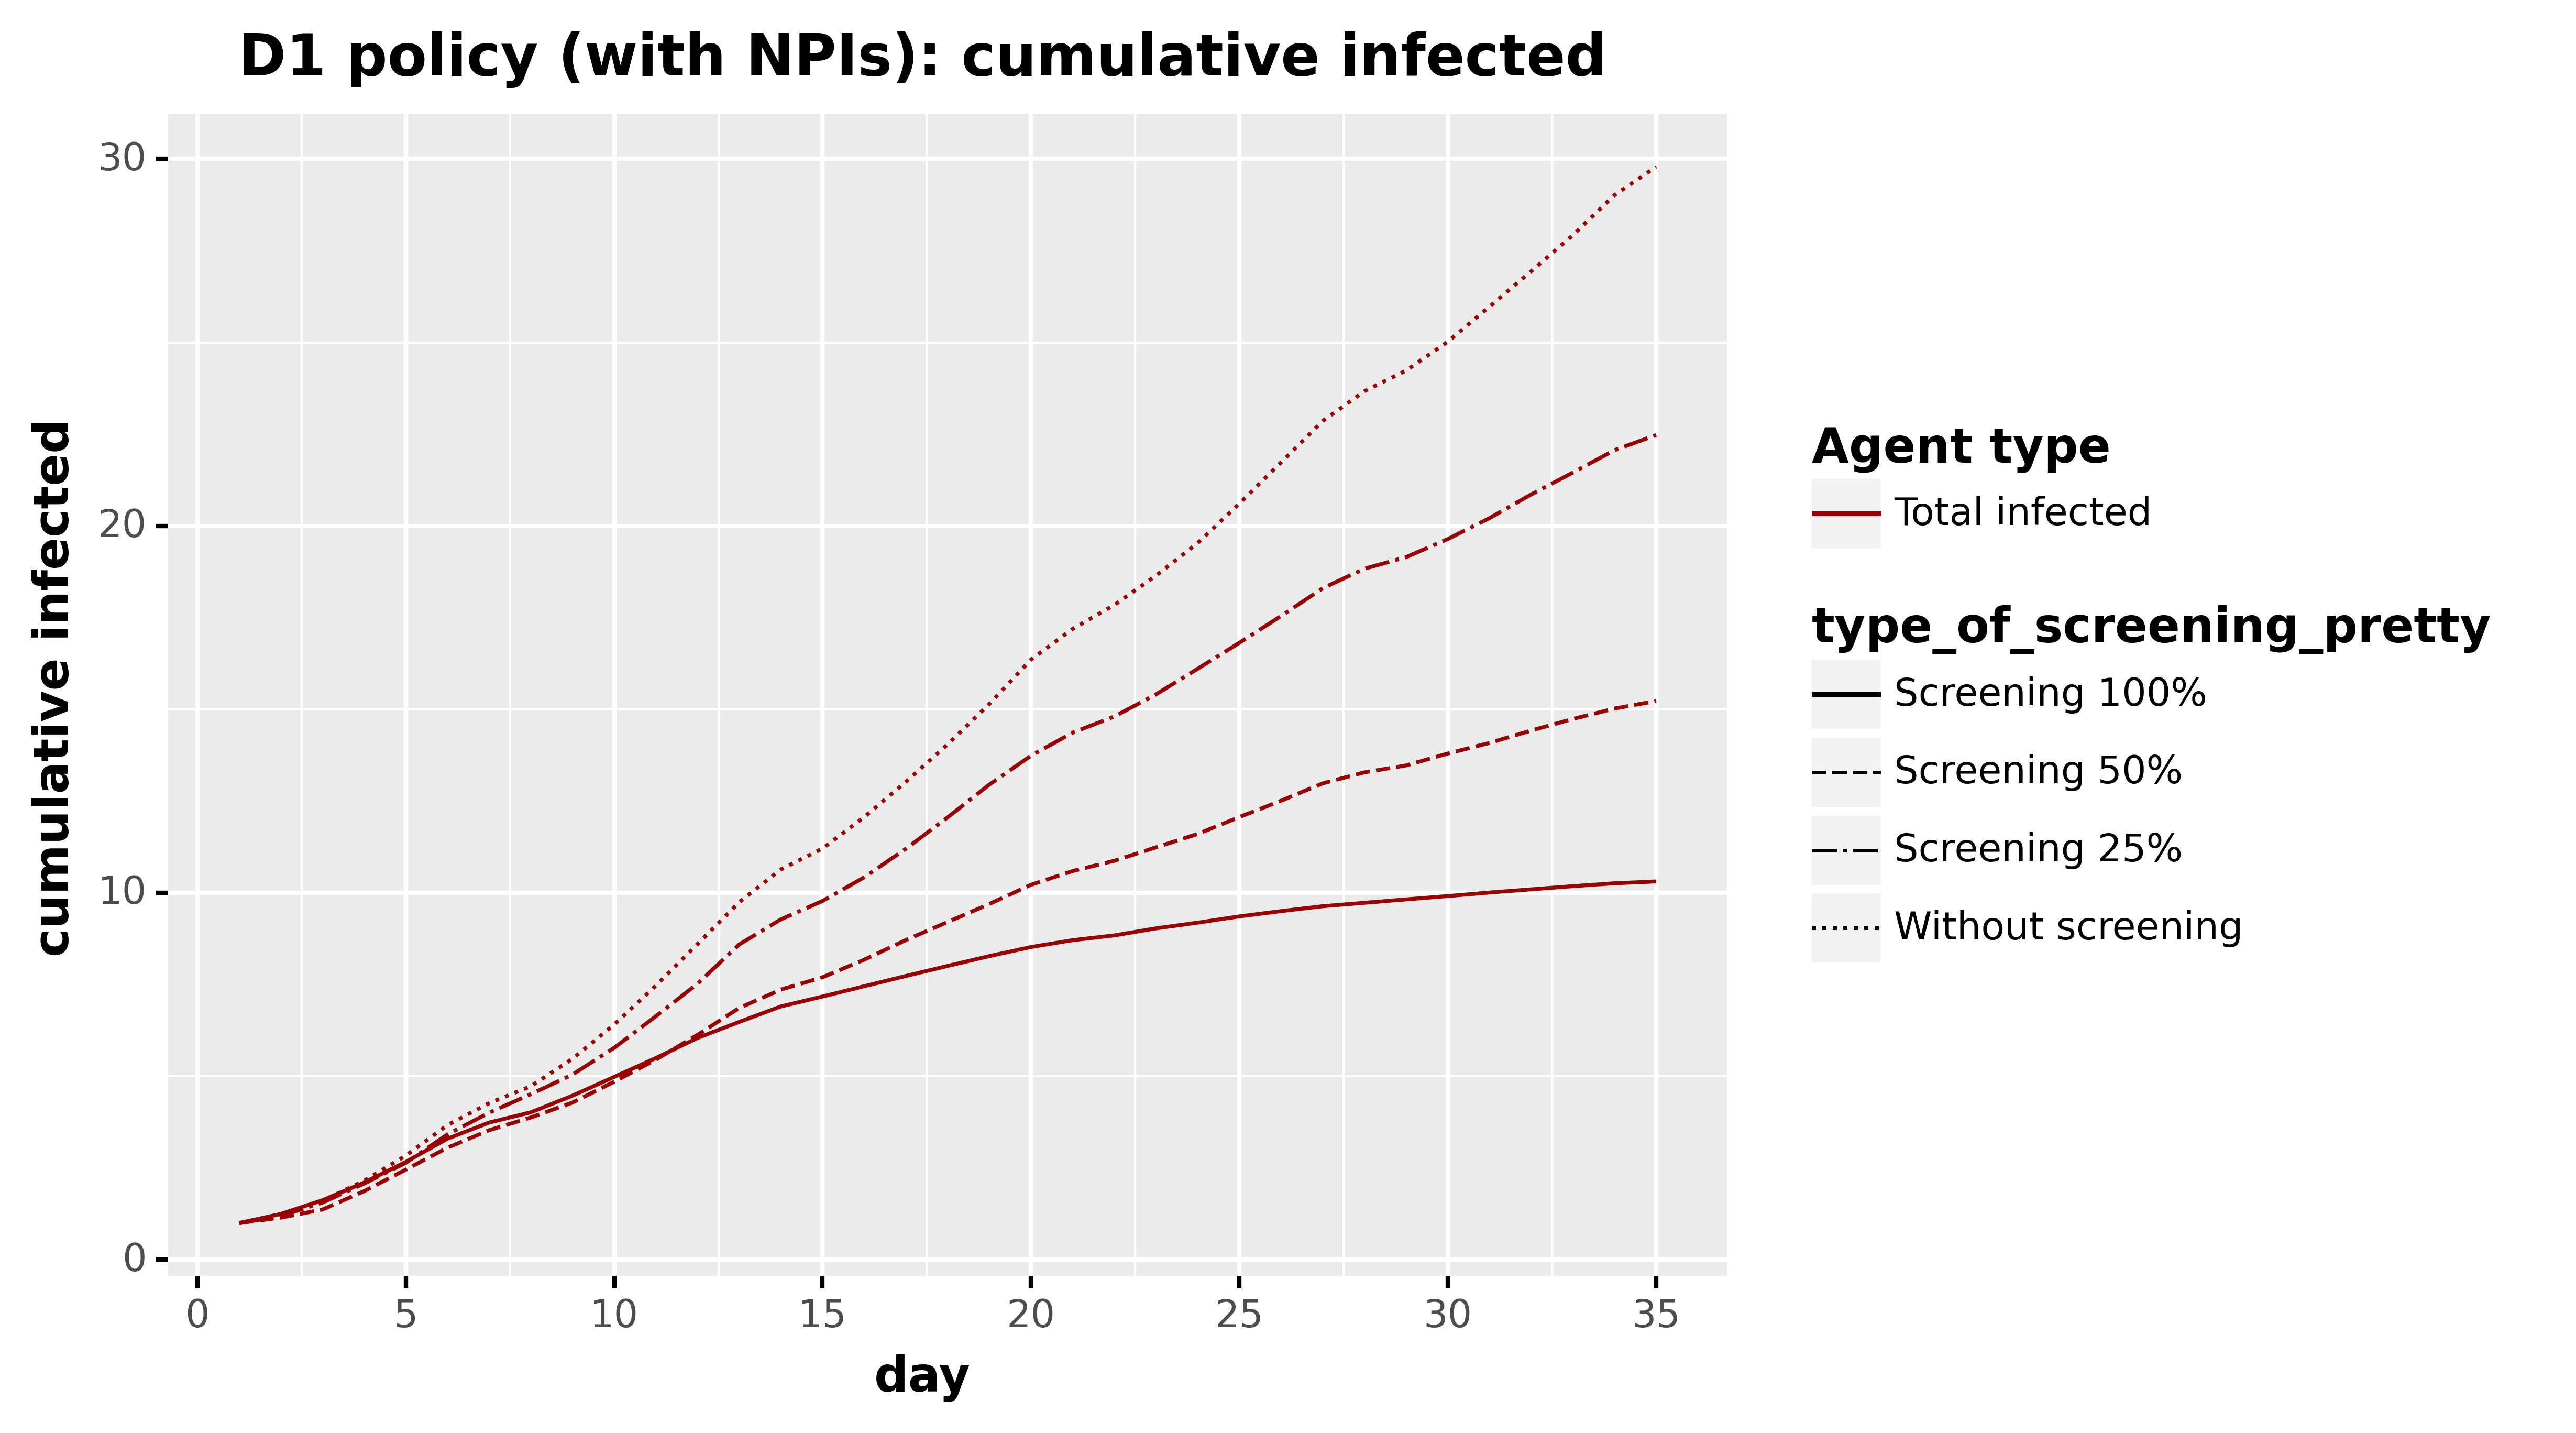 D1 policy (with NPIs): cumulative infected
cumulative infected
30
20
10
0
0 5 10 15 20 25 30 35
day
Agent type
Total infected
type_of_screening_pretty
Screening 100%
Screening 50%
Screening 25%
Without screening